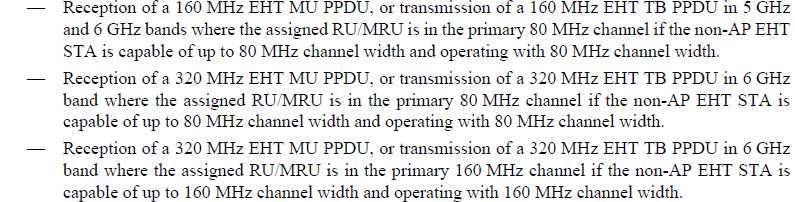 — Reception of a 160 MHz EHT MU PPDU, or transmission of a 160 MHz EHT TB PPDU in 5 GHz
and 6 GHz bands where the assigned RU/MRU is in the primary 80 MHz channel if the non-AP EHT
STA is capable of up to 80 MHz channel width and operating with 80 MHz channel width.
— Reception of a 320 MHz EHT MU PPDU, or transmission of a 320 MHz EHT TB PPDU in 6 GHz
band where the assigned RU/MRU is in the primary 80 MHz channel if the non-AP EHT STA is
capable of up to 80 MHz channel width and operating with 80 MHz channel width.
— Reception of a 320 MHz EHT MU PPDU, or transmission of a 320 MHz EHT TB PPDU in 6 GHz
band where the assigned RU/MRU is in the primary 160 MHz channel if the non-AP EHT STA is
capable of up to 160 MHz channel width and operating with 160 MHz channel width.